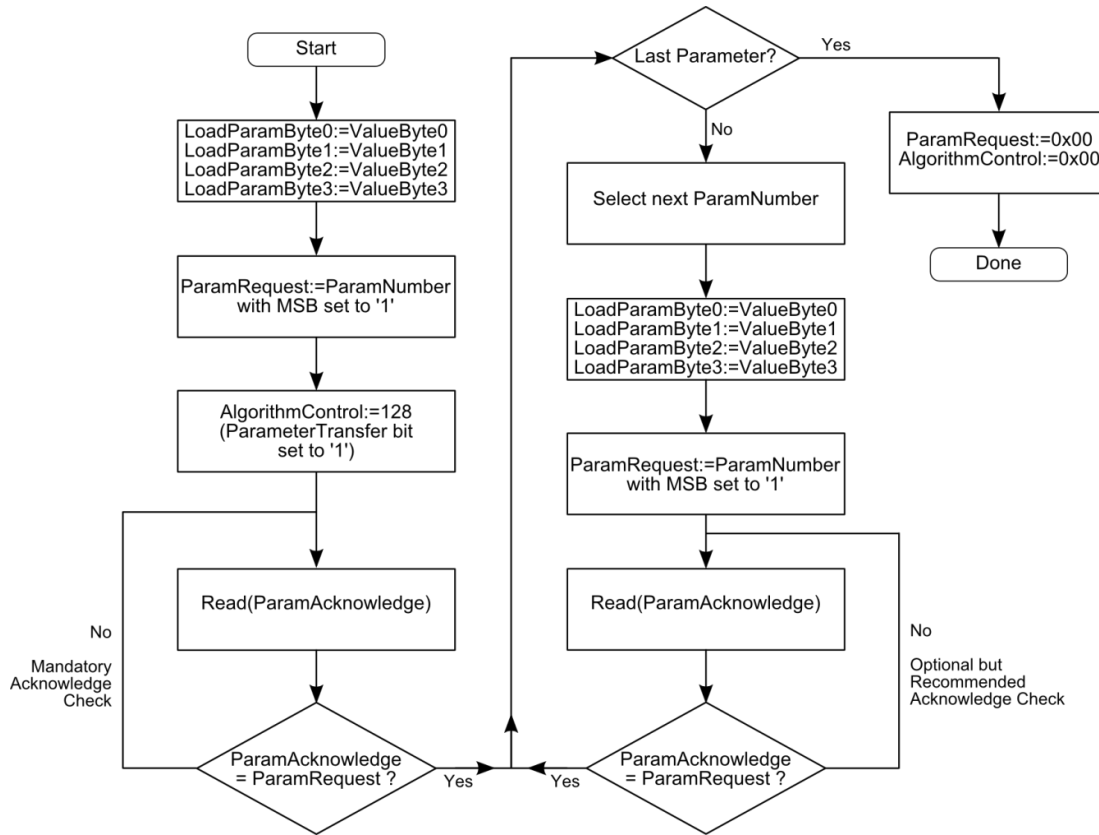 Start
LoadParamByte0:=ValueByte0
LoadParamByte1:=ValueByte1
LoadParamByte2:=ValueByte2
LoadParamByte3:=ValueByte3
ParamRequest:=ParamNumber
with MSB set to '1'
AlgorithmControl:=128
(ParameterTransfer bit
set to '1')
Read(ParamAcknowledge)
No
Mandatory
Acknowledge
Check
ParamAcknowledge
= ParamRequest ?
Yes
Last Parameter?
Yes
No
ParamRequest:=0x00
AlgorithmControl:=0x00
Done
Select next ParamNumber
LoadParamByte0:=ValueByte0
LoadParamByte1:=ValueByte1
LoadParamByte2:=ValueByte2
LoadParamByte3:=ValueByte3
ParamRequest:=ParamNumber
with MSB set to '1'
Read(ParamAcknowledge)
No
Optional but
Recommended
Acknowledge Check
ParamAcknowledge
= ParamRequest ?
Yes